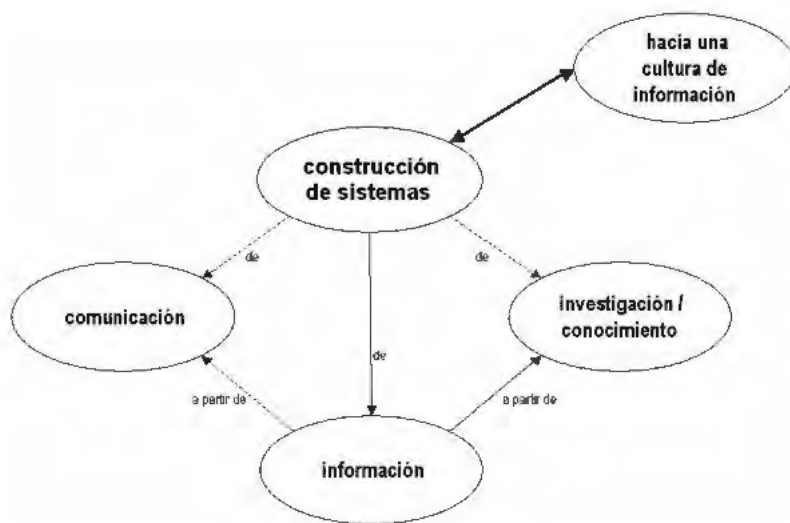 hacia una
cultura de
información
construcción
de sistemas
de
de
comunicación
investigación /
conocimiento
de
a partir de
a partir de
información